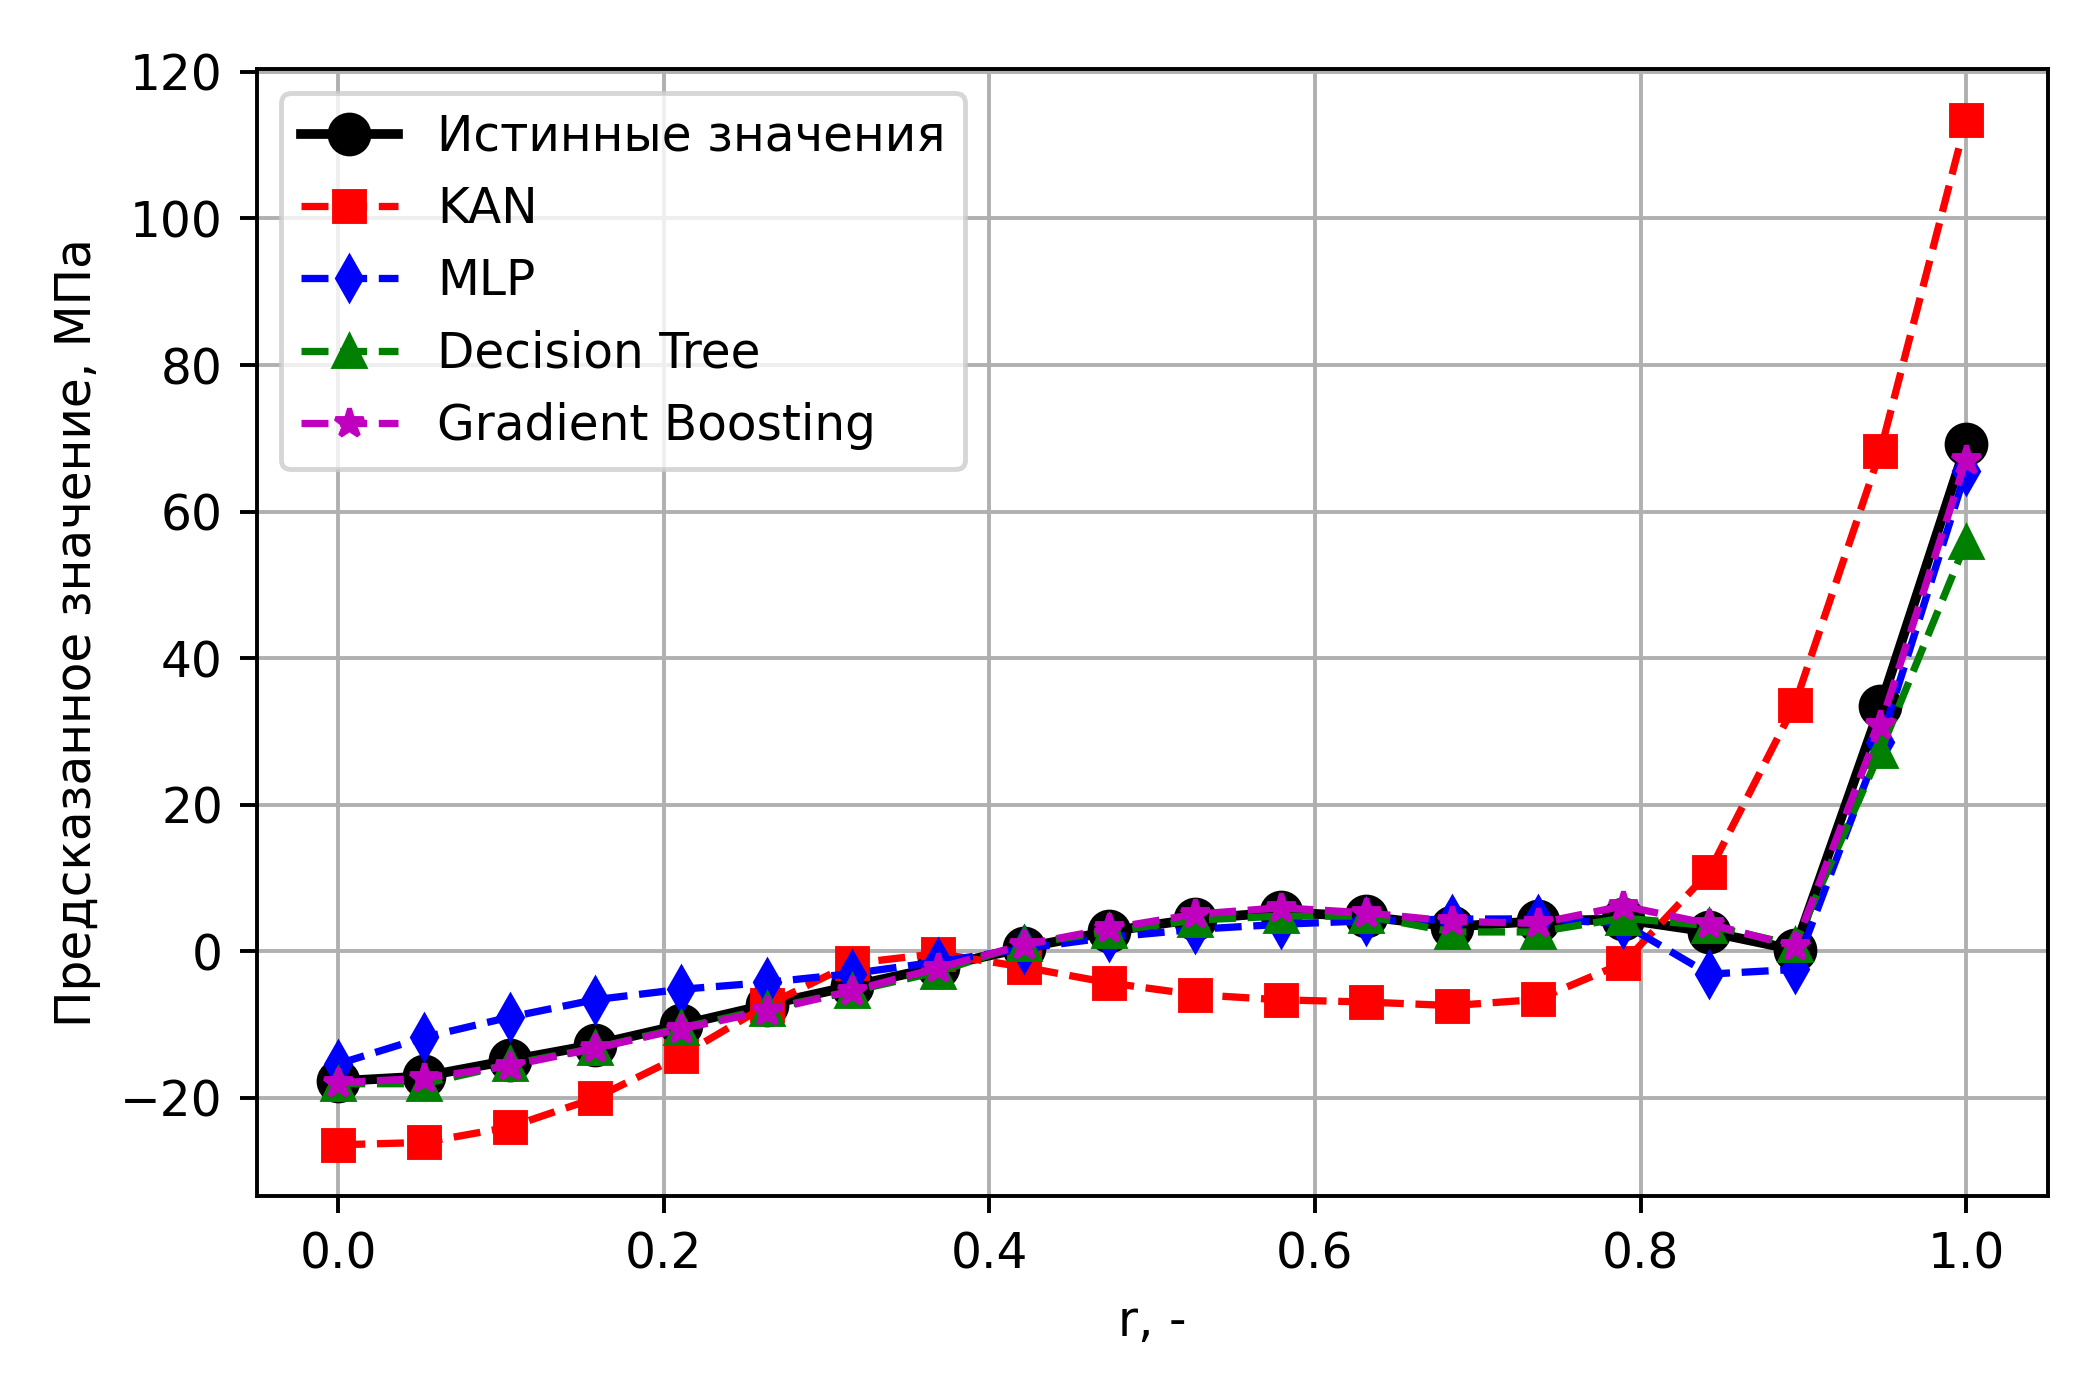 120
100
80
60
40
20
0
−20
Предсказанное значение, МПа
Истинные значения
KAN
MLP
Decision Tree
Gradient Boosting
0.0 0.2 0.4 0.6 0.8 1.0
r, -